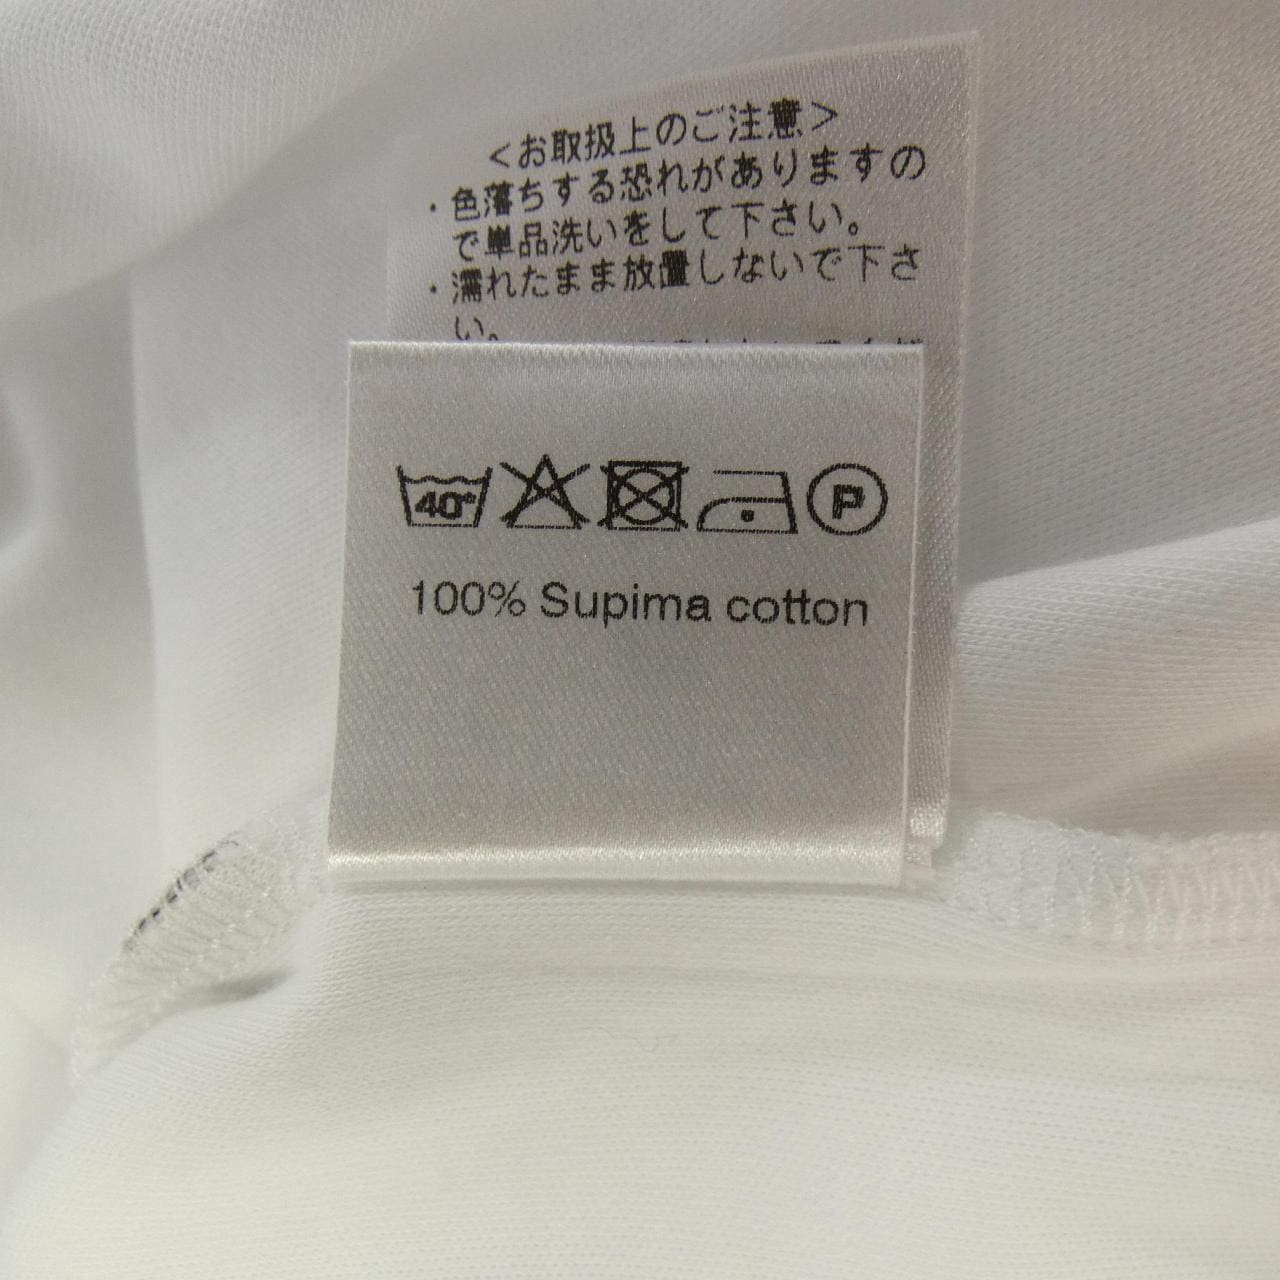 ＜お取扱上のご注意＞
・色落ちする恐れがありますの
で単品洗いをして下さい。
・濡れたまま放置しないで下さ
い。
40°
P
100% Supima cotton